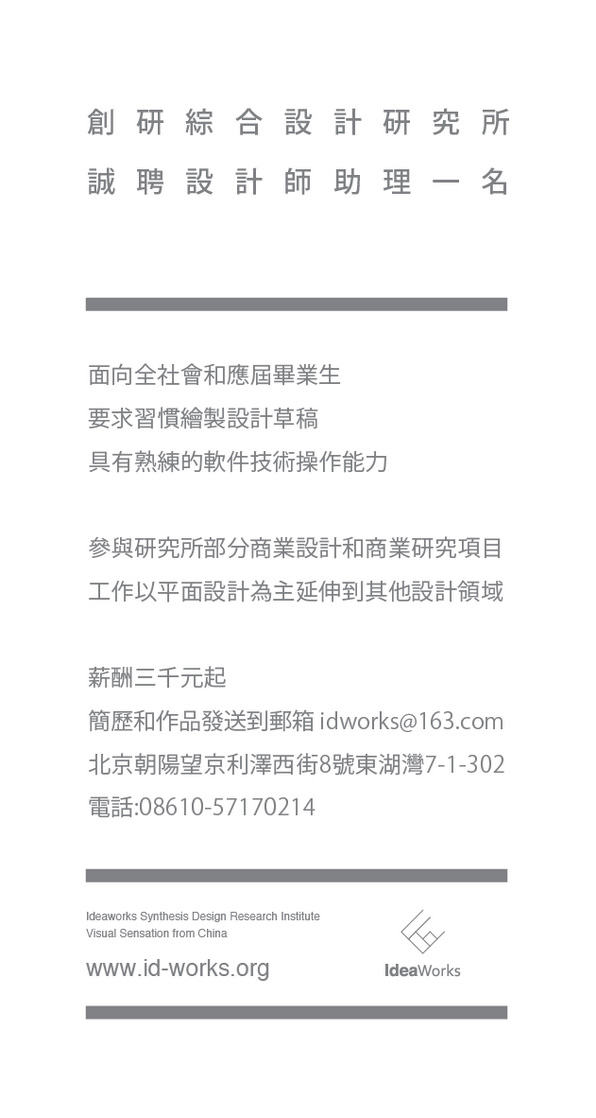 創研綜合設計研究所
誠聘設計師助理一名
面向全社會和應屆畢業生
要求習慣繪製設計草稿
具有熟練的軟件技術操作能力
參與研究所部分商業設計和商業研究項目
工作以平面設計為主延伸到其他設計領域
薪酬三千元起
簡歷和作品發送到郵箱 idworks@163.com
北京朝陽望京利澤西街8號東湖灣7-1-302
電話:08610-57170214
Ideaworks Synthesis Design Research Institute
Visual Sensation from China
www.id-works.org
IdeaWorks